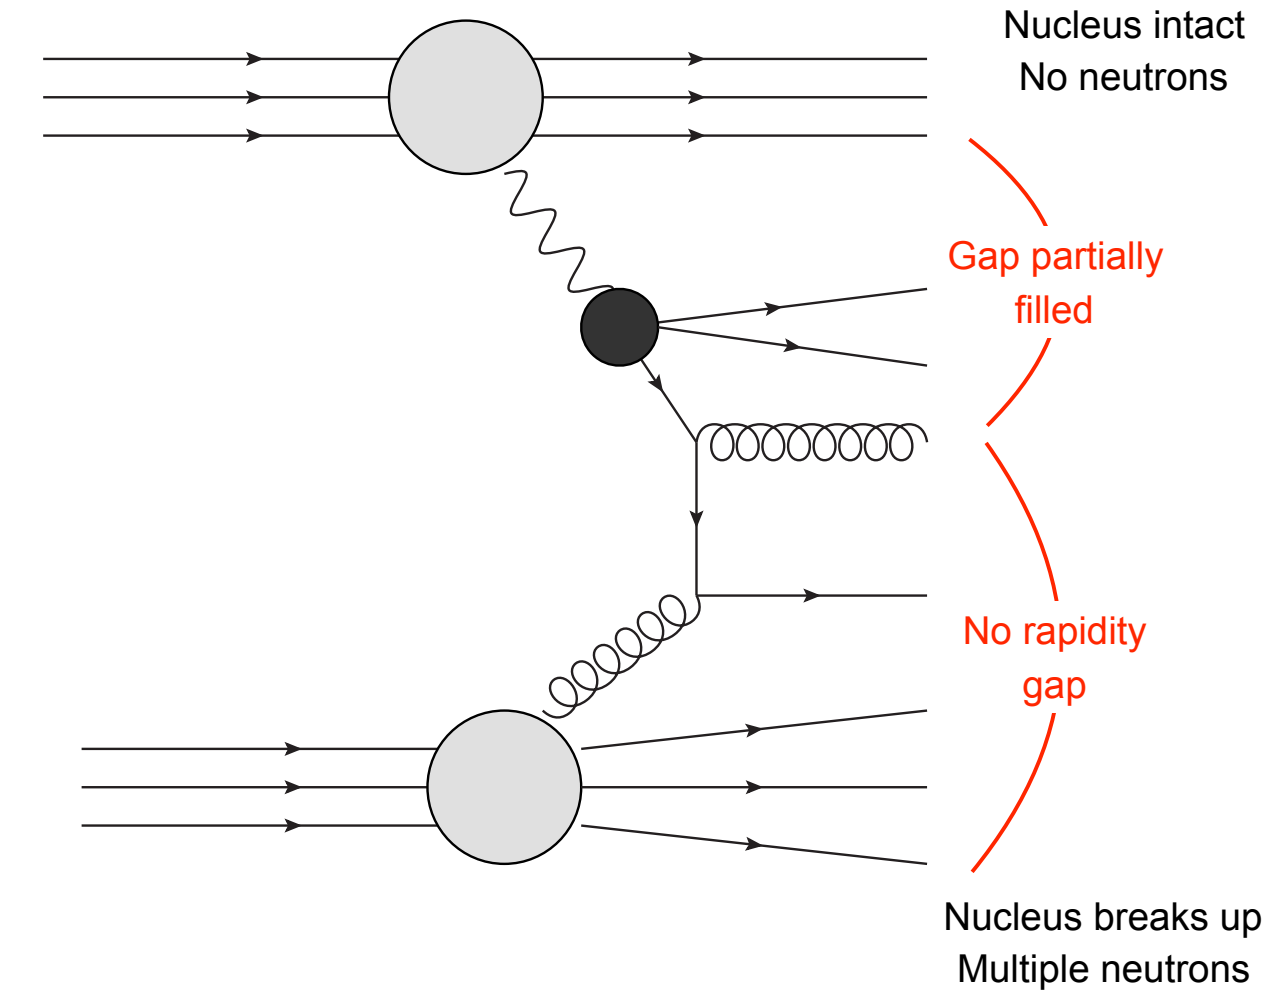 Nucleus intact
No neutrons
Gap partially
filled
No rapidity
gap
Nucleus breaks up
Multiple neutrons